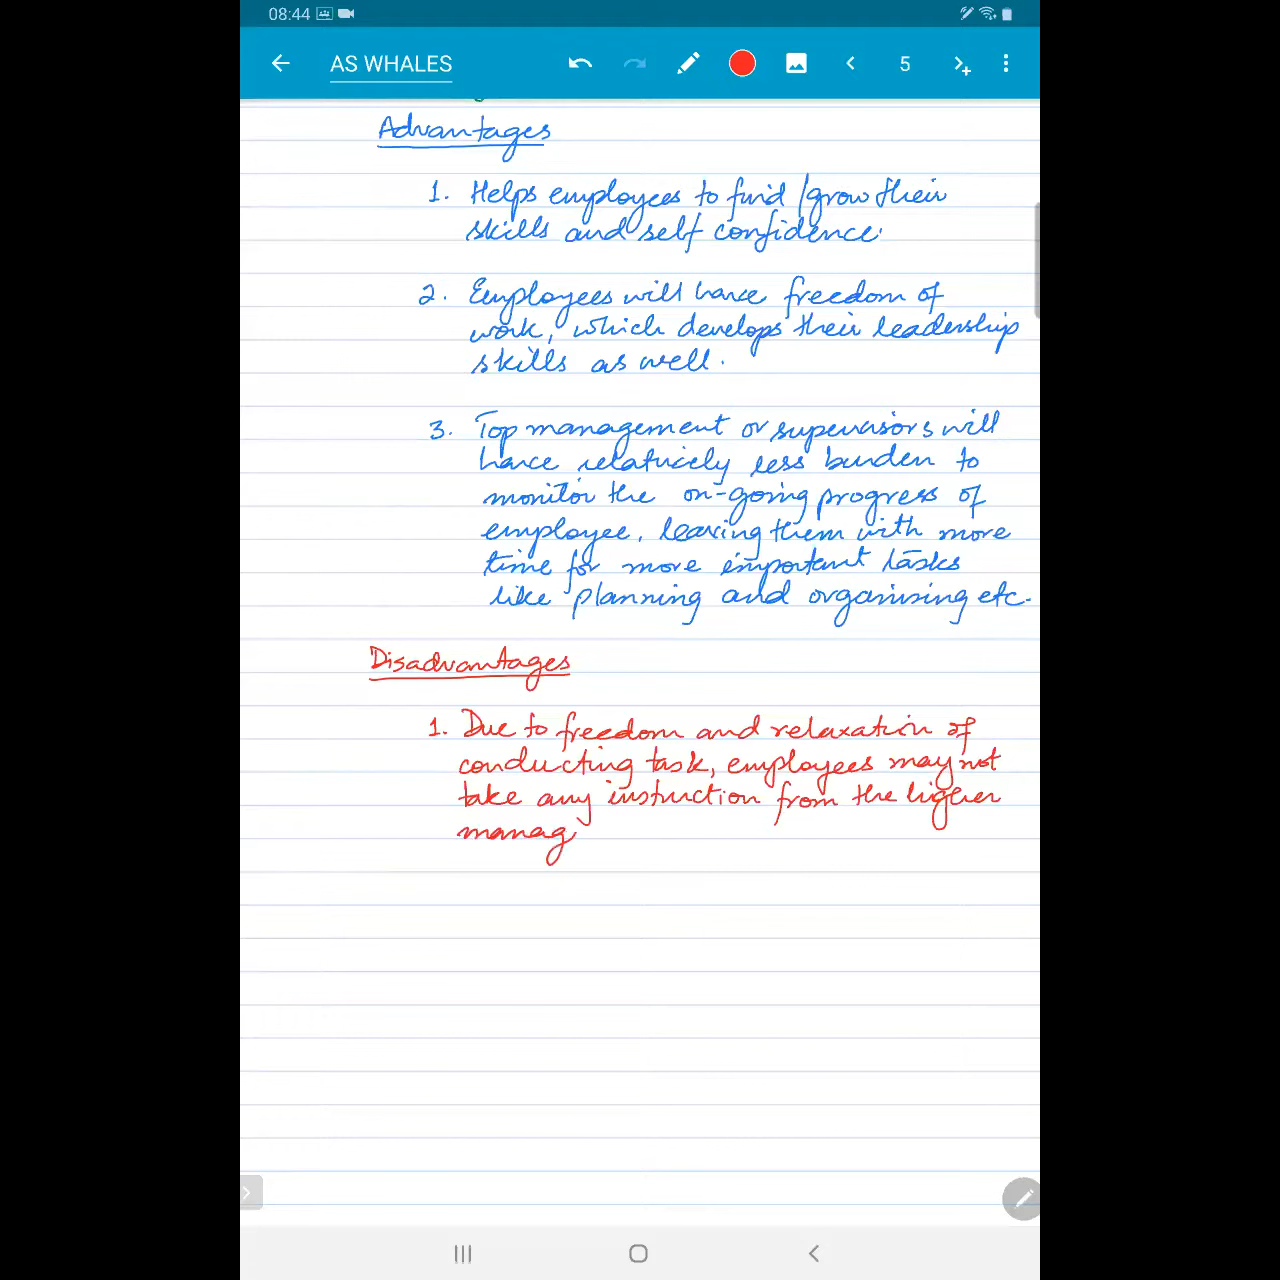 08:44
AS WHALES
5
Advantages
1. Helps employees to find /grow their
skills and self confidence.
2. Employees will have freedom of
work, which develops their leadership
skills as well.
3. Top management or supervisors will
have relatively less burden to
monitor the on-going progress of
employee, leaving them with more
time for more important tasks
like planning and organising etc.
Disadvantages
1. Due to freedom and relaxation of
conducting task, employees may not
take any instruction from the higher
manag